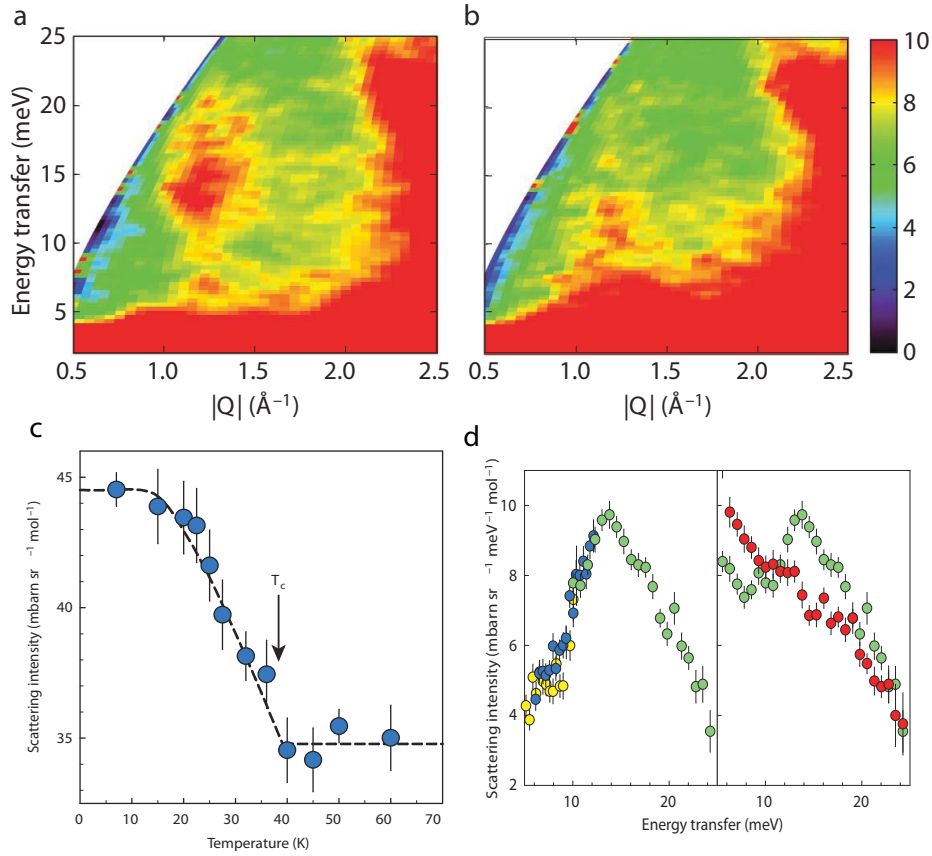 a
b
25
20
15
10
5
Energy transfer (meV)
0.5 1.0 1.5 2.0 2.5
|Q| (Å⁻¹)
0.5 1.0 1.5 2.0 2.5
|Q| (Å⁻¹)
10
8
6
4
2
0
c
45
40
35
Scattering intensity (mbarn sr ⁻¹ mol⁻¹)
Tc
0 10 20 30 40 50 60 70
Temperature (K)
d
10
8
6
4
2
Scattering intensity (mbarn sr ⁻¹ meV⁻¹ mol⁻¹)
10 20 10 20
Energy transfer (meV)